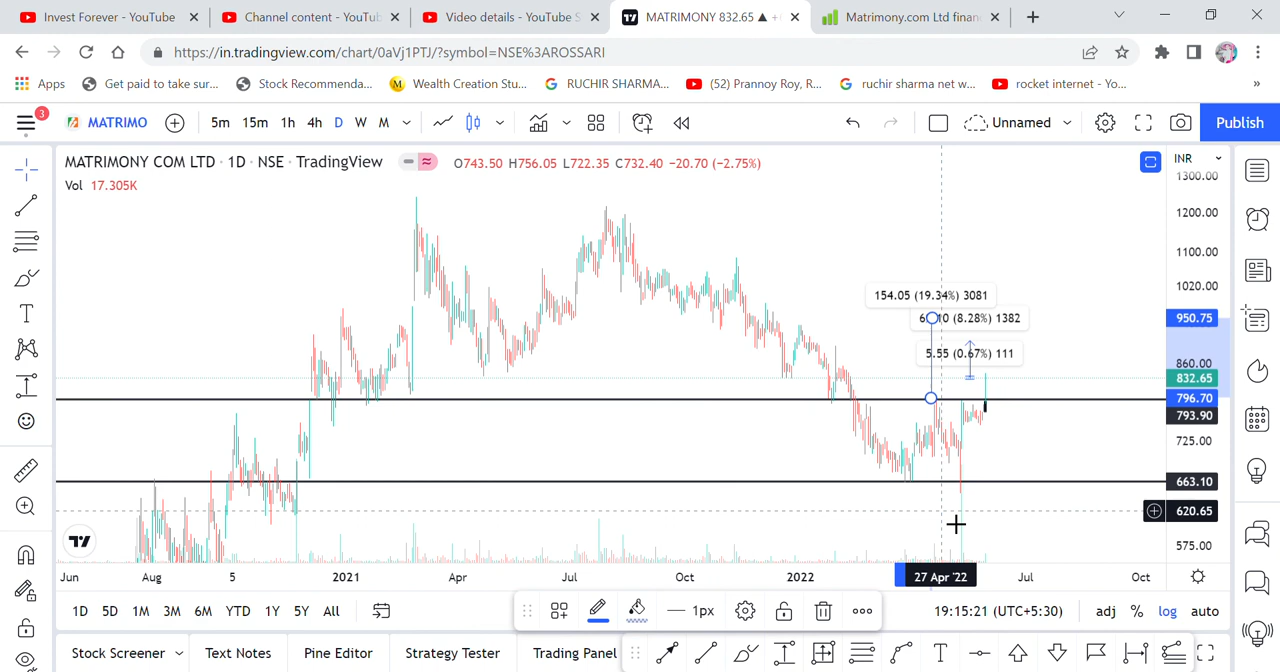 Invest Forever - YouTube
Channel content - YouTu
Video details - YouTube S
MATRIMONY 832.65 ▲ +
Matrimony.com Ltd finan
https://in.tradingview.com/chart/0aVj1PTJ/?symbol=NSE%3AROSSARI
Apps
Get paid to take sur...
Stock Recommenda...
Wealth Creation Stu...
RUCHIR SHARMA...
(52) Prannoy Roy, R...
ruchir sharma net w...
rocket internet - Yo...
»
3
MATRIMO
5m 15m 1h 4h D W M
Unnamed
Publish
MATRIMONY COM LTD · 1D · NSE · TradingView
O743.50 H756.05 L722.35 C732.40 −20.70 (−2.75%)
INR
Vol 17.305K
1300.00
1200.00
1100.00
1020.00
154.05 (19.34%) 3081
10 (8.28%) 1382
950.75
5.55 (0.67%) 111
860.00
832.65
796.70
793.90
725.00
663.10
620.65
575.00
Jun Aug 5 2021 Apr Jul Oct 2022 27 Apr '22 Jul Oct
1D 5D 1M 3M 6M YTD 1Y 5Y All
1px
19:15:21 (UTC+5:30)
adj % log auto
Stock Screener
Text Notes
Pine Editor
Strategy Tester
Trading Panel